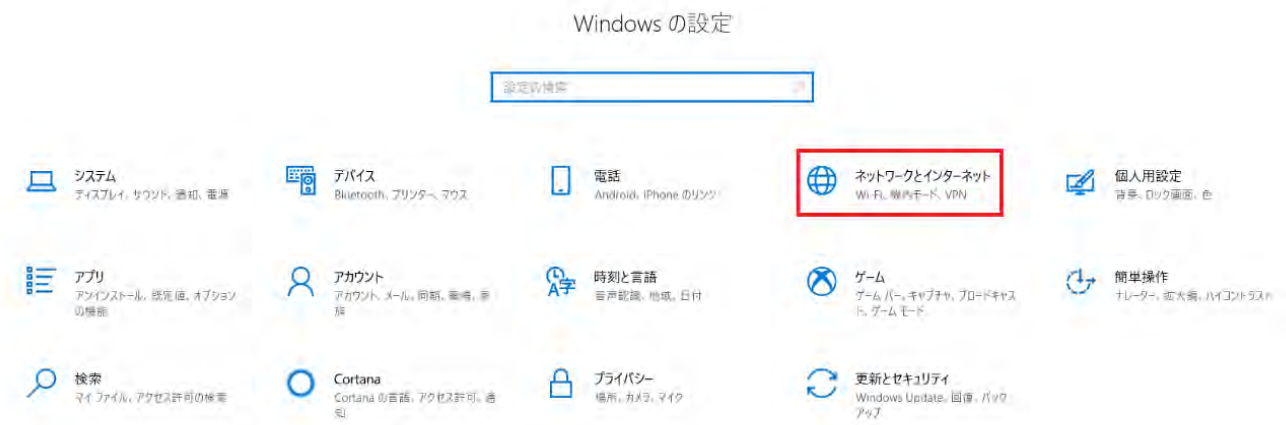 Windows の設定
設定の検索
システム
ディスプレイ、サウンド、通知、電源
デバイス
Bluetooth、プリンター、マウス
電話
Android、iPhone のリンク
ネットワークとインターネット
Wi-Fi、機内モード、VPN
個人用設定
背景、ロック画面、色
アプリ
アンインストール、既定値、オプション
の機能
アカウント
アカウント、メール、同期、職場、家
族
時刻と言語
音声認識、地域、日付
ゲーム
ゲーム バー、キャプチャ、ブロードキャス
ト、ゲーム モード
簡単操作
ナレーター、拡大鏡、ハイコントラスト
検索
マイ ファイル、アクセス許可の検索
Cortana
Cortana の言語、アクセス許可、通
知
プライバシー
場所、カメラ、マイク
更新とセキュリティ
Windows Update、回復、バック
アップ